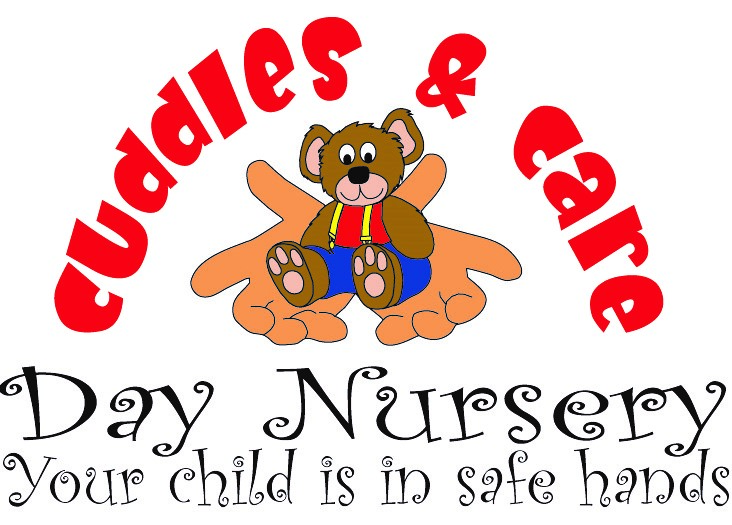 cuddles & care
Day Nursery
Your child is in safe hands